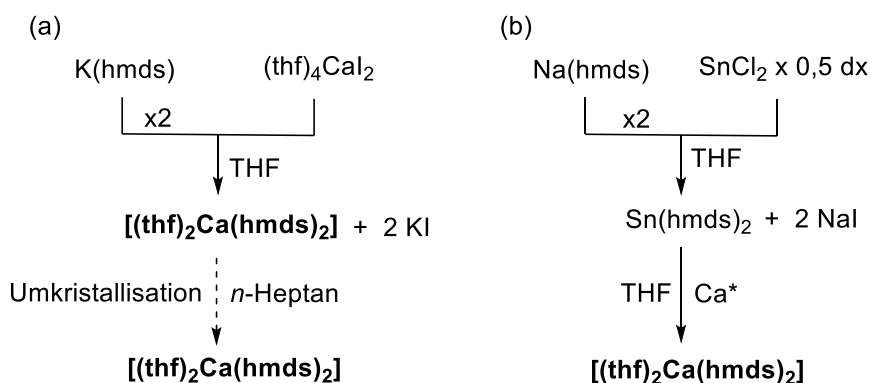 (a)
K(hmds) (thf)₄CaI₂
x2
THF
[(thf)₂Ca(hmds)₂] + 2 KI
Umkristallisation n-Heptan
[(thf)₂Ca(hmds)₂]
(b)
Na(hmds) SnCl₂ x 0,5 dx
x2
THF
Sn(hmds)₂ + 2 NaI
THF Ca*
[(thf)₂Ca(hmds)₂]